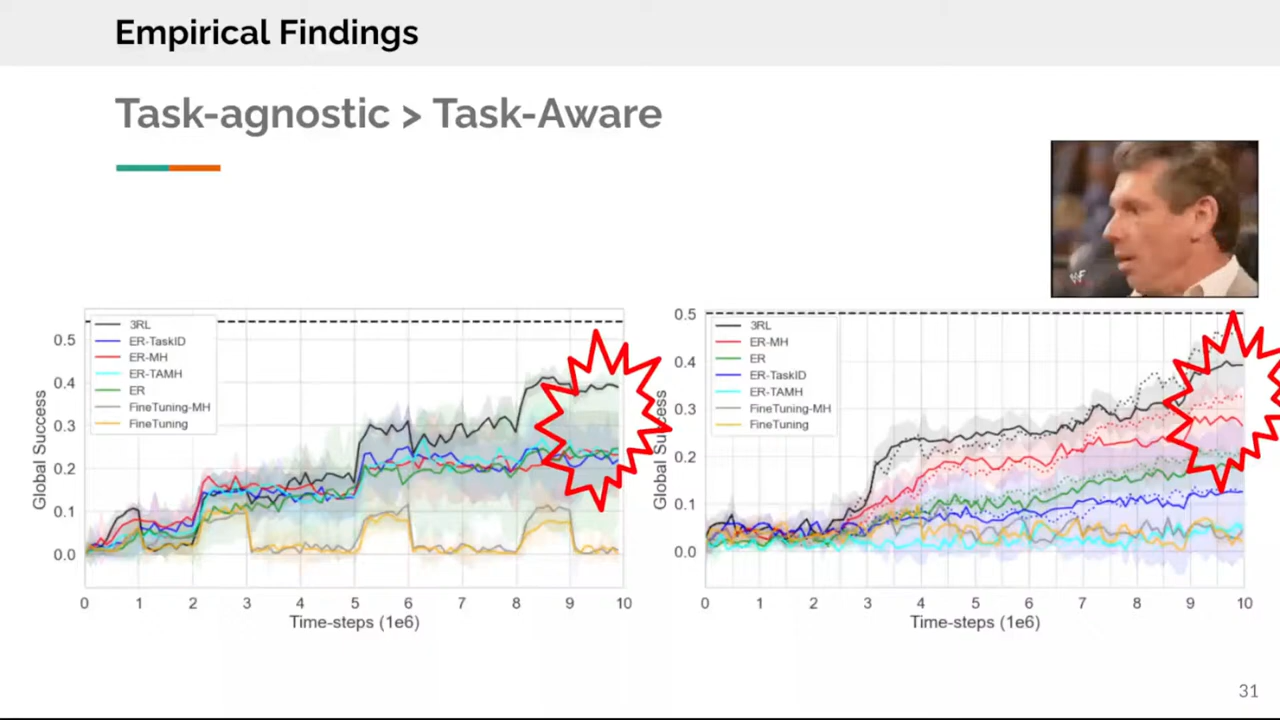 Empirical Findings
Task-agnostic > Task-Aware
WF
3RL
ER-TaskID
ER-MH
ER-TAMH
ER
FineTuning-MH
FineTuning
Global Success
0.5
0.4
0.3
0.2
0.1
0.0
0 1 2 3 4 5 6 7 8 9 10
Time-steps (1e6)
3RL
ER-MH
ER
ER-TaskID
ER-TAMH
FineTuning-MH
FineTuning
Global Success
0.5
0.4
0.3
0.2
0.1
0.0
0 1 2 3 4 5 6 7 8 9 10
Time-steps (1e6)
31